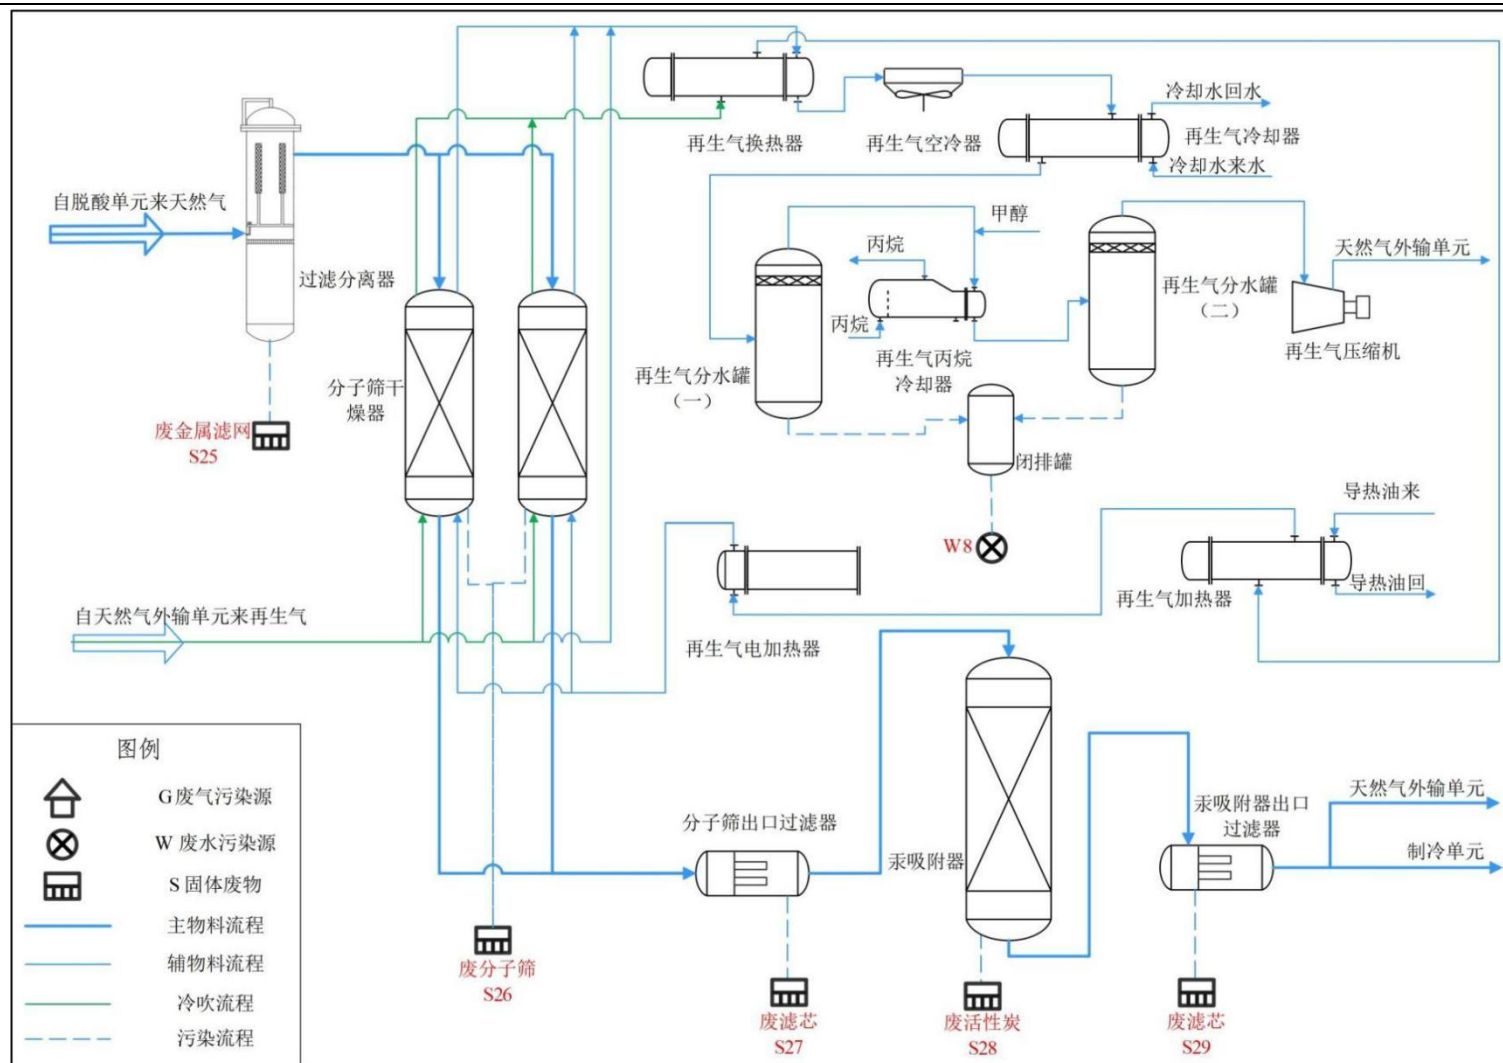 冷却水回水
再生气换热器
再生气空冷器
再生气冷却器
冷却水来水
自脱酸单元来天然气
甲醇
丙烷
天然气外输单元
过滤分离器
再生气分水罐
（二）
丙烷
再生气压缩机
再生气丙烷
冷却器
再生气分水罐
（一）
分子筛干
燥器
废金属滤网
S25
闭排罐
导热油来
W8
导热油回
再生气加热器
自天然气外输单元来再生气
再生气电加热器
图例
G废气污染源
W 废水污染源
S固体废物
主物料流程
辅物料流程
冷吹流程
污染流程
天然气外输单元
汞吸附器出口
过滤器
分子筛出口过滤器
制冷单元
汞吸附器
废分子筛
S26
废滤芯
S27
废活性炭
S28
废滤芯
S29